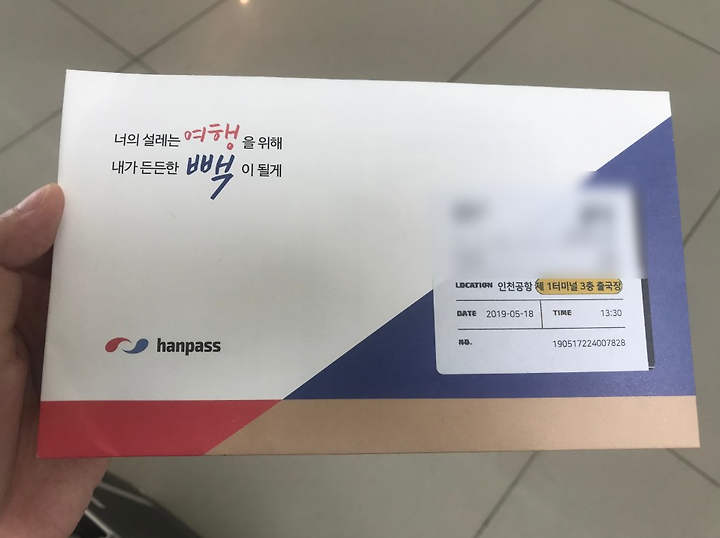 너의 설레는 여행을 위해
내가 든든한 빽이 될게
LOCATION 인천공항 제 1터미널 3층 출국장
DATE 2019-05-18 TIME 13:30
190517224007828
hanpass